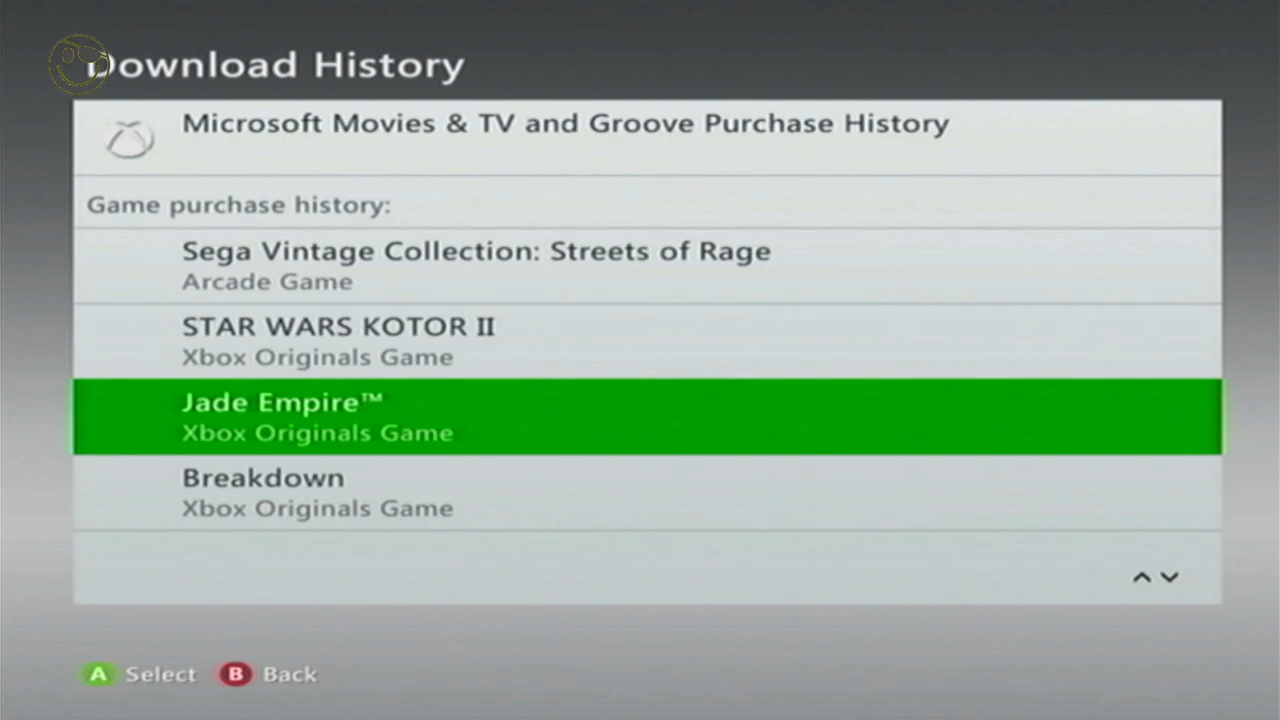 Download History
Microsoft Movies & TV and Groove Purchase History
Game purchase history:
Sega Vintage Collection: Streets of Rage
Arcade Game
STAR WARS KOTOR II
Xbox Originals Game
Jade Empire™
Xbox Originals Game
Breakdown
Xbox Originals Game
A Select B Back